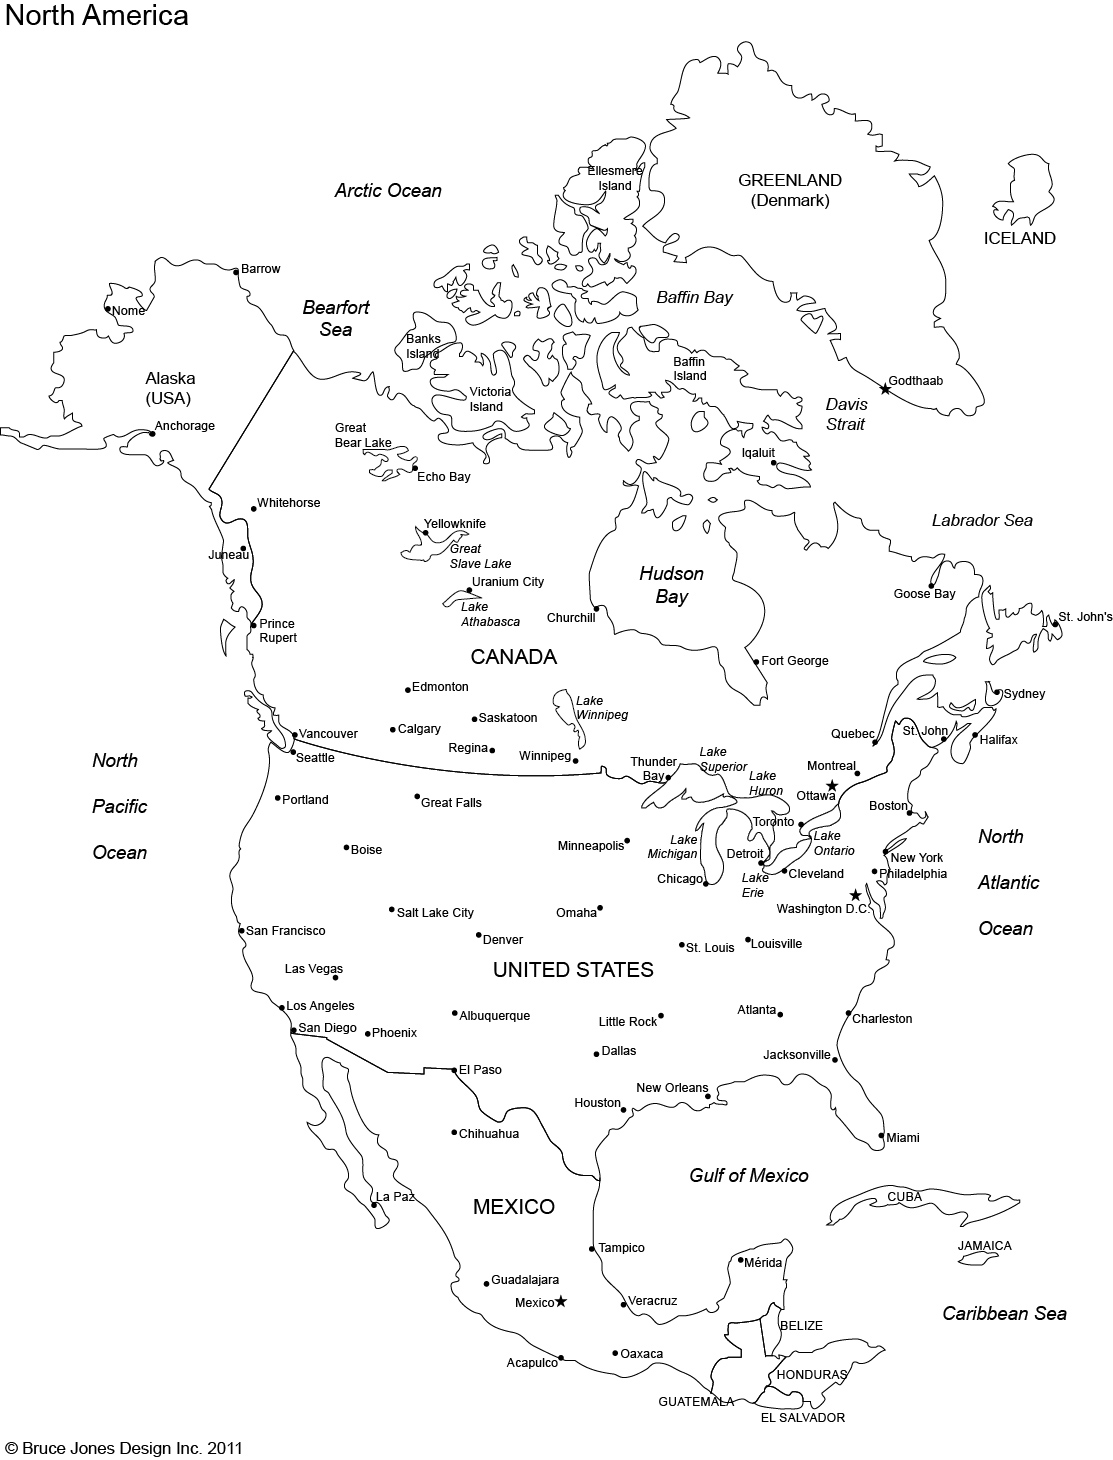 North America
Arctic Ocean
Ellesmere
Island
GREENLAND
(Denmark)
ICELAND
Barrow
Nome
Bearfort
Sea
Baffin Bay
Banks
Island
Baffin
Island
Victoria
Island
Alaska
(USA)
Godthaab
Davis
Strait
Anchorage
Great
Bear Lake
Echo Bay
Iqaluit
Whitehorse
Yellowknife
Great
Slave Lake
Labrador Sea
Juneau
Uranium City
Lake
Athabasca
Hudson
Bay
Goose Bay
Churchill
St. John's
Prince
Rupert
CANADA
Fort George
Edmonton
Sydney
Lake
Winnipeg
Saskatoon
Calgary
Regina
Winnipeg
Vancouver
Seattle
Quebec
St. John
Halifax
Thunder
Bay
Lake
Superior
Lake
Huron
Montreal
Ottawa
North
Pacific
Ocean
Portland
Great Falls
Boston
Toronto
Boise
Minneapolis
Lake
Michigan
Detroit
Lake
Ontario
North
Atlantic
Ocean
New York
Philadelphia
Chicago
Lake
Erie
Cleveland
Washington D.C.
Salt Lake City
Omaha
San Francisco
Denver
St. Louis
Louisville
UNITED STATES
Las Vegas
Los Angeles
Albuquerque
Little Rock
Atlanta
Charleston
San Diego
Phoenix
Dallas
Jacksonville
El Paso
New Orleans
Houston
Chihuahua
Miami
Gulf of Mexico
La Paz
MEXICO
CUBA
JAMAICA
Tampico
Mérida
Guadalajara
Mexico
Veracruz
Caribbean Sea
BELIZE
Acapulco
Oaxaca
HONDURAS
GUATEMALA
EL SALVADOR
© Bruce Jones Design Inc. 2011